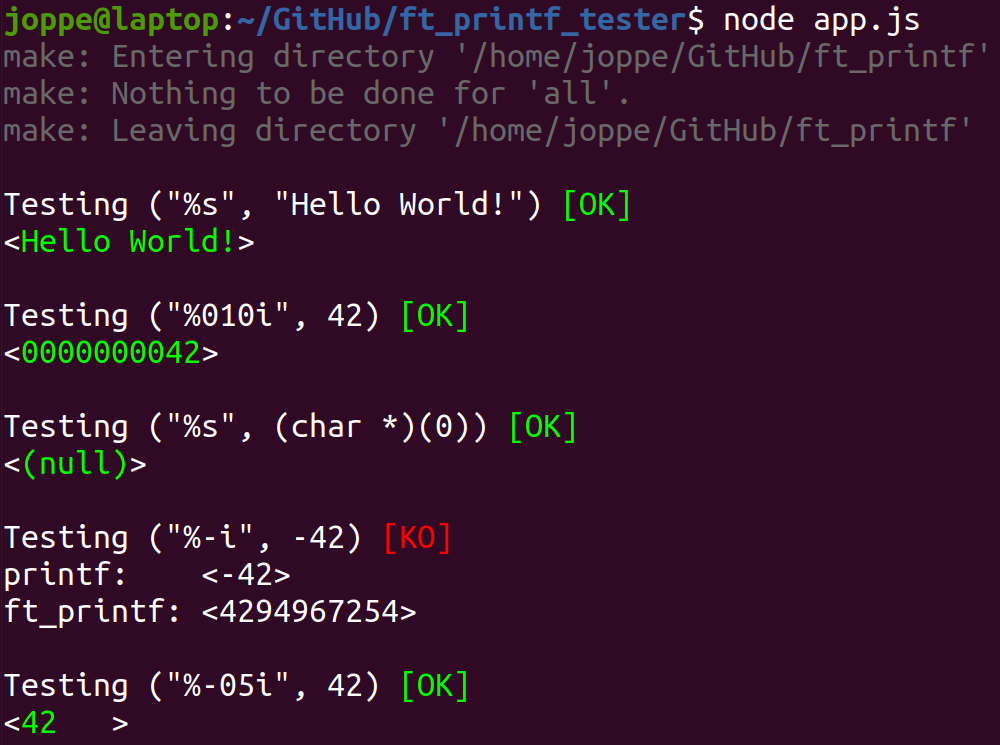 joppe@laptop:~/GitHub/ft_printf_tester$ node app.js
make: Entering directory '/home/joppe/GitHub/ft_printf'
make: Nothing to be done for 'all'.
make: Leaving directory '/home/joppe/GitHub/ft_printf'
Testing ("%s", "Hello World!") [OK]
<Hello World!>
Testing ("%010i", 42) [OK]
<0000000042>
Testing ("%s", (char *)(0)) [OK]
<(null)>
Testing ("%-i", -42) [KO]
printf:    <-42>
ft_printf: <4294967254>
Testing ("%-05i", 42) [OK]
<42   >